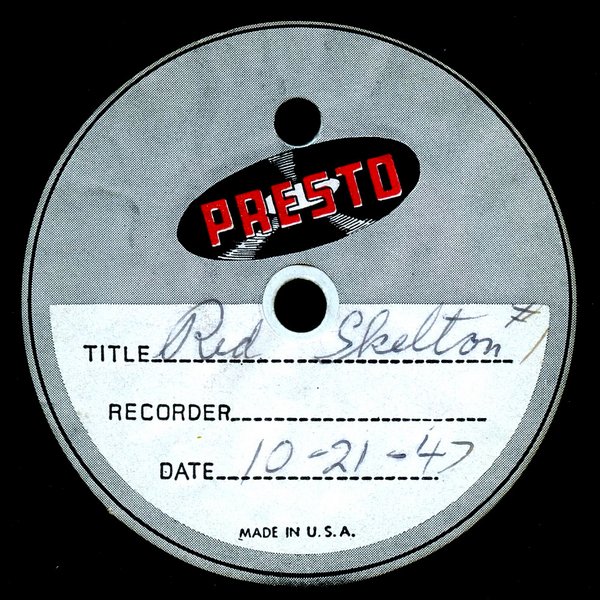 PRESTO
TITLE Red Skelton #1
RECORDER
DATE 10-21-47
MADE IN U.S.A.